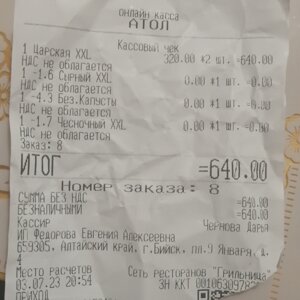 онлайн касса
АТОЛ
Кассовый чек
1 Царская XXL 320.00 *2 шт. =640.00
НДС не облагается
1 -1.6 Сырный XXL 0.00 *1 шт. =0.00
НДС не облагается
1 -4.3 Без.Капусты 0.00 *1 шт. =0.00
НДС не облагается
1 -1.7 Чесночный XXL 0.00 *1 шт. =0.00
НДС не облагается
Заказ: 8
ИТОГ =640.00
Номер заказа: 8
СУММА БЕЗ НДС =640.00
БЕЗНАЛИЧНЫМИ =640.00
Кассир Чернова Дарья
ИП Федорова Евгения Алексеевна
659305, Алтайский край, г.Бийск, пл.9 Января, д.
4
Место расчетов Сеть ресторанов "Грильница"
03.07.23 20:54 ЗН ККТ
ПРИХОД